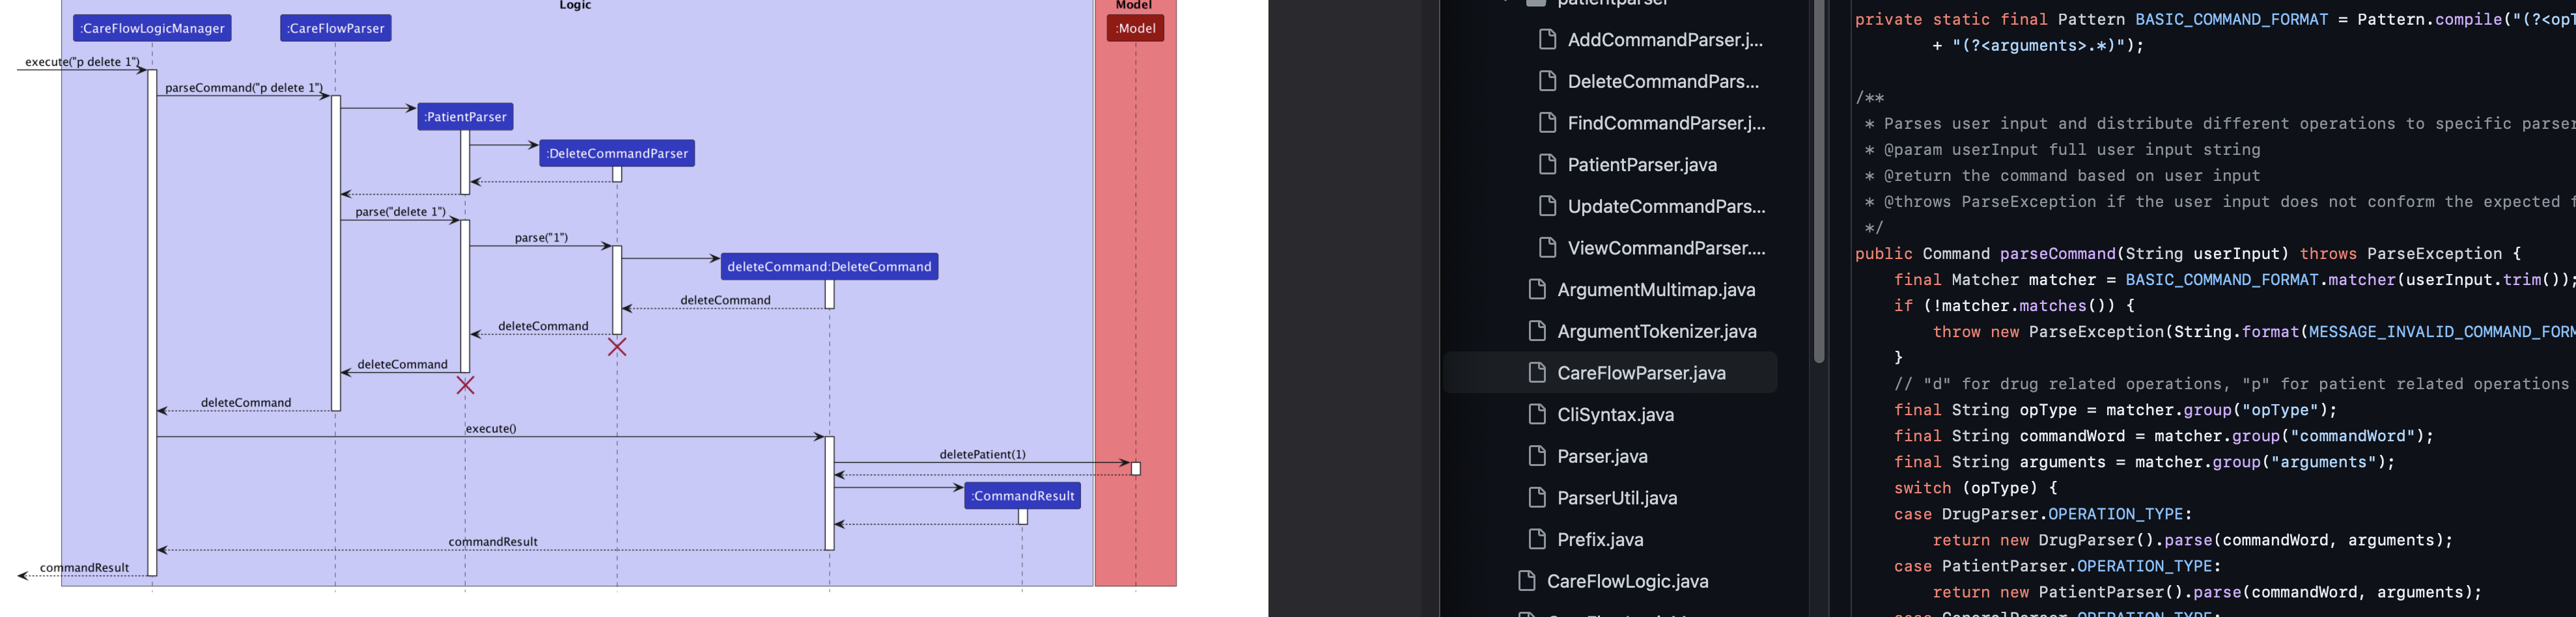 Logic
Model
:CareFlowLogicManager
:CareFlowParser
:Model
execute("p delete 1")
parseCommand("p delete 1")
:PatientParser
:DeleteCommandParser
parse("delete 1")
parse("1")
deleteCommand:DeleteCommand
deleteCommand
deleteCommand
deleteCommand
deleteCommand
execute()
deletePatient(1)
:CommandResult
commandResult
commandResult
patientparser
AddCommandParser.j...
DeleteCommandPars...
FindCommandParser.j...
PatientParser.java
UpdateCommandPars...
ViewCommandParser....
ArgumentMultimap.java
ArgumentTokenizer.java
CareFlowParser.java
CliSyntax.java
Parser.java
ParserUtil.java
Prefix.java
CareFlowLogic.java
private static final Pattern BASIC_COMMAND_FORMAT = Pattern.compile("(?<opT
+ "(?<arguments>.*)");
/**
* Parses user input and distribute different operations to specific parser
* @param userInput full user input string
* @return the command based on user input
* @throws ParseException if the user input does not conform the expected f
*/
public Command parseCommand(String userInput) throws ParseException {
final Matcher matcher = BASIC_COMMAND_FORMAT.matcher(userInput.trim());
if (!matcher.matches()) {
throw new ParseException(String.format(MESSAGE_INVALID_COMMAND_FORM
}
// "d" for drug related operations, "p" for patient related operations
final String opType = matcher.group("opType");
final String commandWord = matcher.group("commandWord");
final String arguments = matcher.group("arguments");
switch (opType) {
case DrugParser.OPERATION_TYPE:
return new DrugParser().parse(commandWord, arguments);
case PatientParser.OPERATION_TYPE:
return new PatientParser().parse(commandWord, arguments);
case GeneralParser.OPERATION_TYPE: